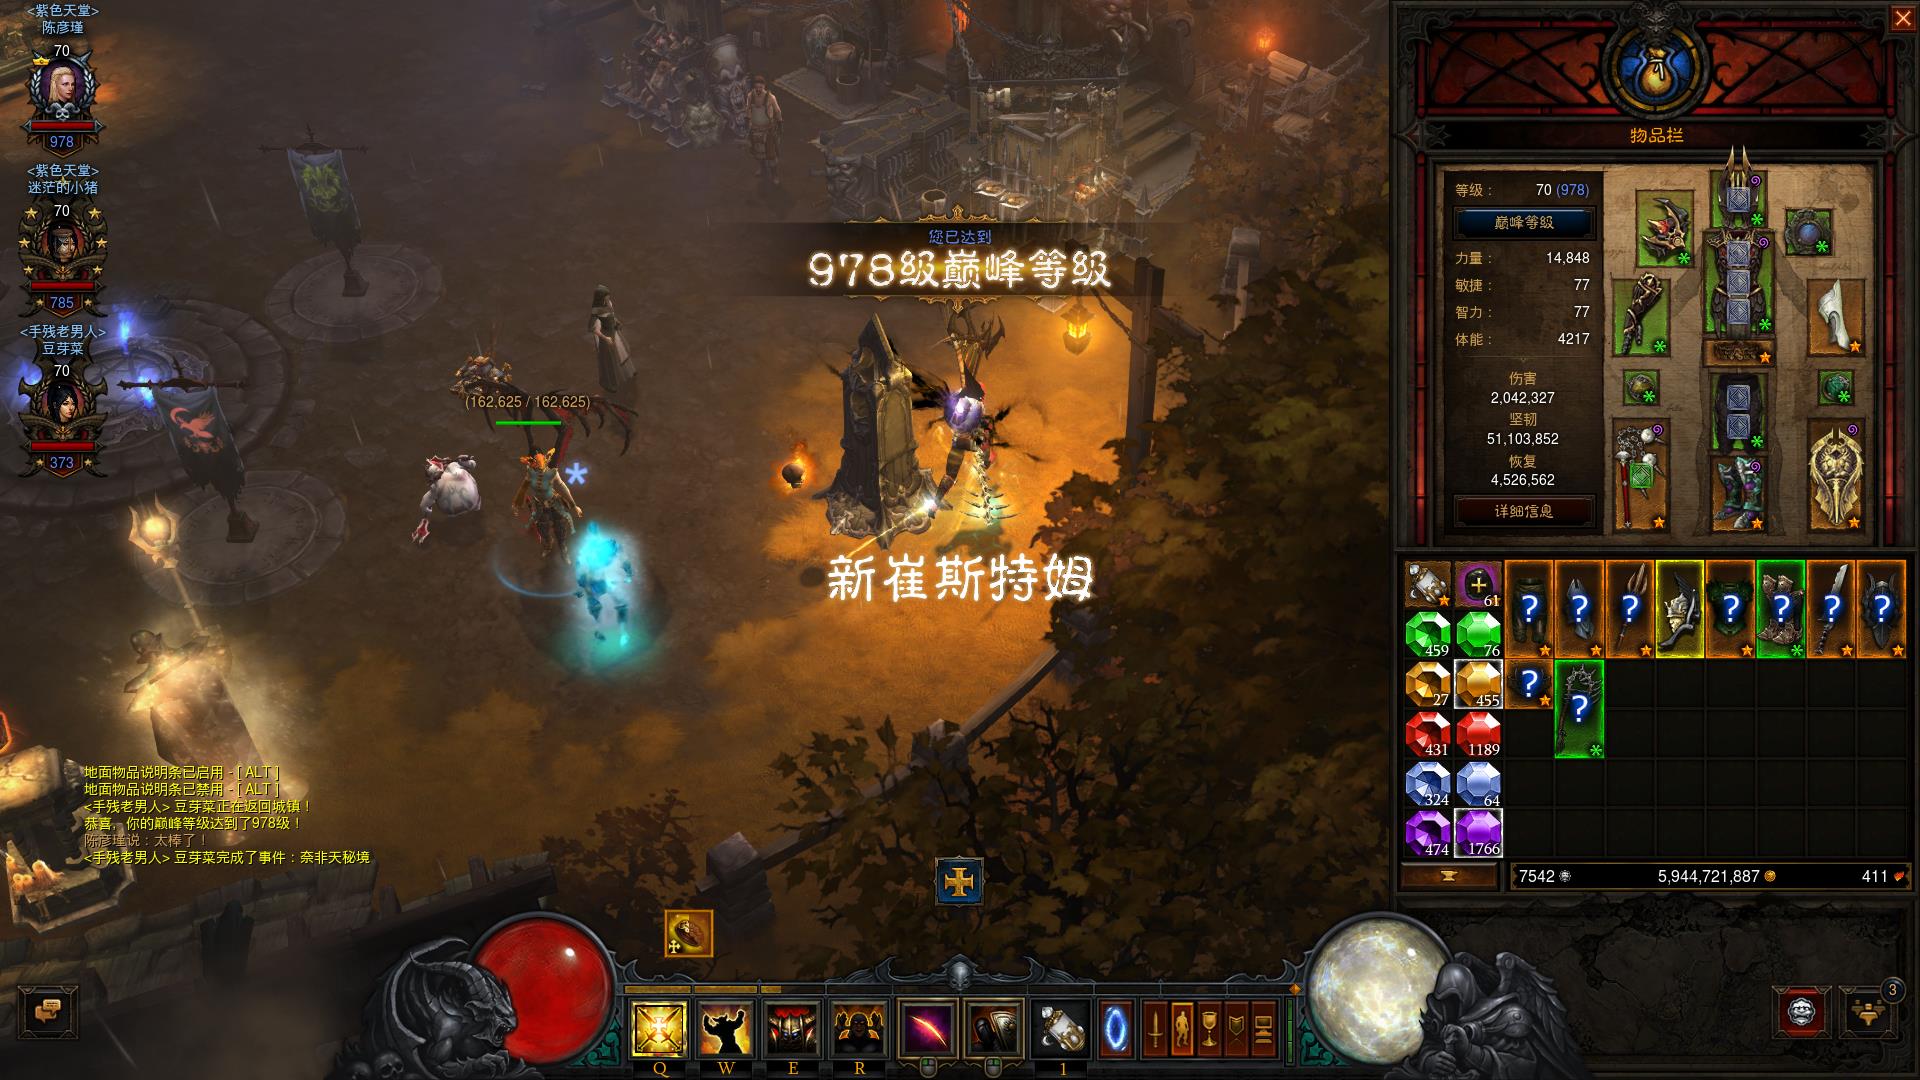 <紫色天堂>
陈彦瑾
70
978
<紫色天堂>
迷茫的小猪
70
785
<手残老男人>
豆芽菜
70
373
您已达到
978级巅峰等级
(162,625 / 162,625)
新崔斯特姆
地面物品说明条已启用 - [ ALT ]
地面物品说明条已禁用 - [ ALT ]
<手残老男人> 豆芽菜正在返回城镇！
恭喜，你的巅峰等级达到了978级！
陈彦瑾说：太棒了！
<手残老男人> 豆芽菜完成了事件：奈非天秘境
Q
W
E
R
1
物品栏
等级： 70 (978)
巅峰等级
力量： 14,848
敏捷： 77
智力： 77
体能： 4217
伤害
2,042,327
坚韧
51,103,852
恢复
4,526,562
详细信息
61
? ? ? ? ? ? ?
459 76
27 455 ? ?
431 1189
324 64
474 1766
7542 5,944,721,887 411
3